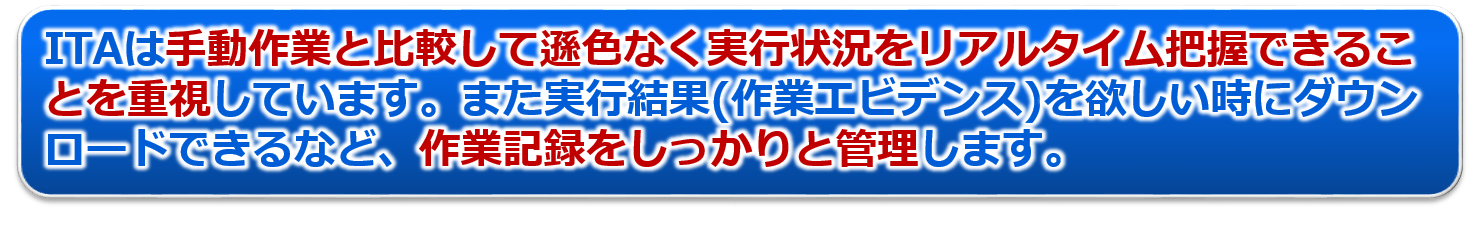 ITAは手動作業と比較して遜色なく実行状況をリアルタイム把握できるこ
とを重視しています。また実行結果(作業エビデンス)を欲しい時にダウン
ロードできるなど、作業記録をしっかりと管理します。